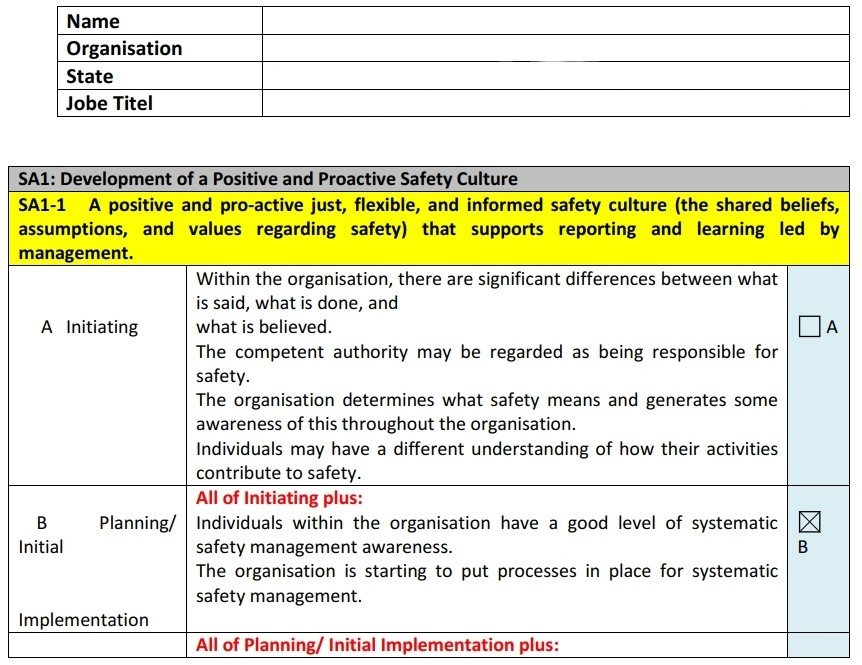 Name
Organisation
State
Jobe Titel
SA1: Development of a Positive and Proactive Safety Culture
SA1-1 A positive and pro-active just, flexible, and informed safety culture (the shared beliefs,
assumptions, and values regarding safety) that supports reporting and learning led by
management.
A Initiating
Within the organisation, there are significant differences between what
is said, what is done, and
what is believed.
The competent authority may be regarded as being responsible for
safety.
The organisation determines what safety means and generates some
awareness of this throughout the organisation.
Individuals may have a different understanding of how their activities
contribute to safety.
☐ A
B Planning/
Initial
Implementation
All of Initiating plus:
Individuals within the organisation have a good level of systematic
safety management awareness.
The organisation is starting to put processes in place for systematic
safety management.
☒
B
All of Planning/ Initial Implementation plus: